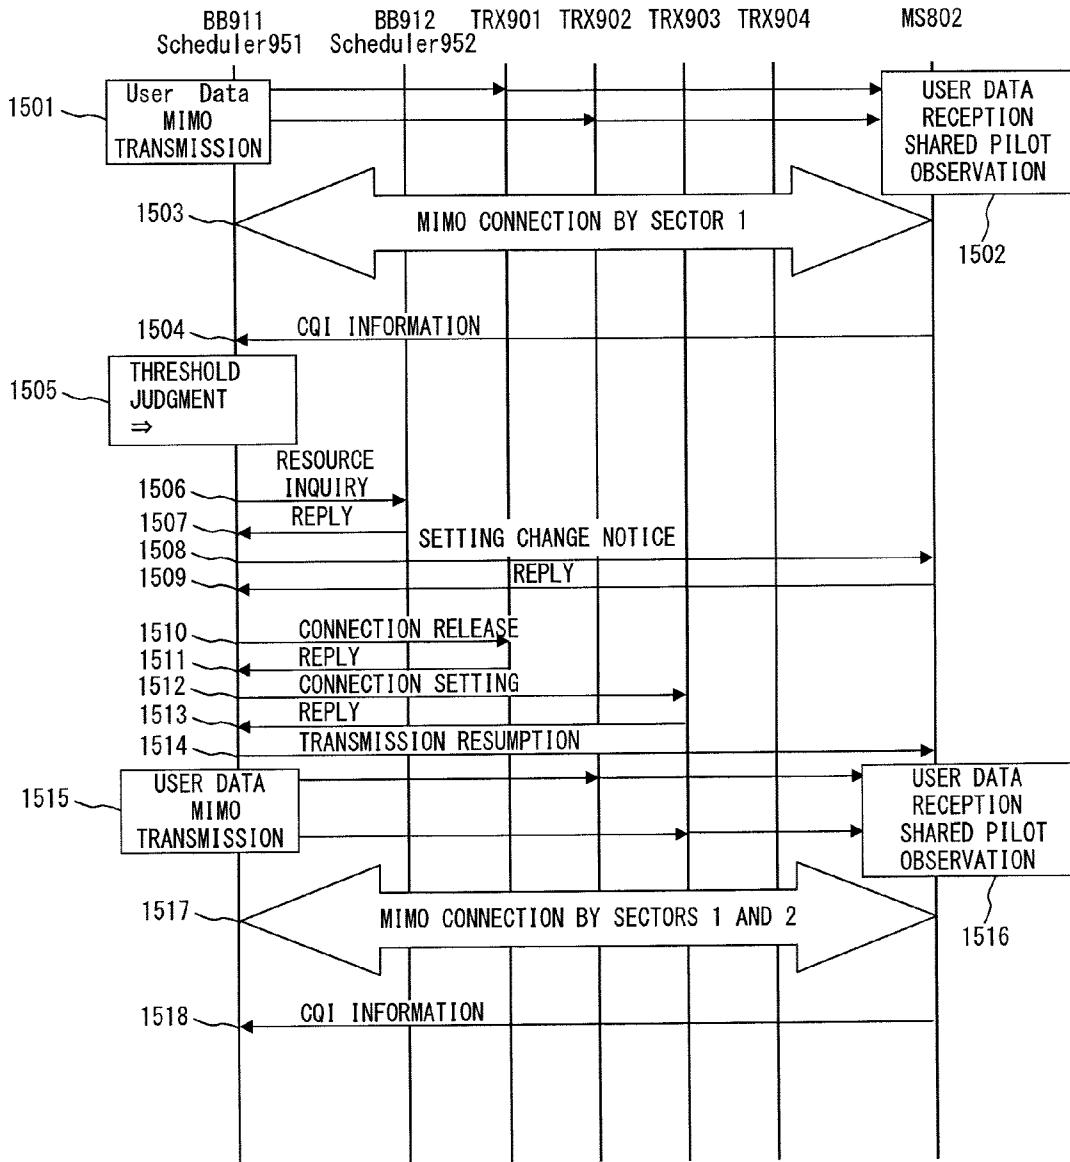 BB911 BB912 TRX901 TRX902 TRX903 TRX904 MS802
Scheduler951 Scheduler952
1501
User Data
MIMO
TRANSMISSION
USER DATA
RECEPTION
SHARED PILOT
OBSERVATION
1502
1503
MIMO CONNECTION BY SECTOR 1
1504
CQI INFORMATION
1505
THRESHOLD
JUDGMENT
⇒
1506
RESOURCE
INQUIRY
1507
REPLY
1508
SETTING CHANGE NOTICE
1509
REPLY
1510
CONNECTION RELEASE
1511
REPLY
1512
CONNECTION SETTING
1513
REPLY
1514
TRANSMISSION RESUMPTION
1515
USER DATA
MIMO
TRANSMISSION
USER DATA
RECEPTION
SHARED PILOT
OBSERVATION
1516
1517
MIMO CONNECTION BY SECTORS 1 AND 2
1518
CQI INFORMATION